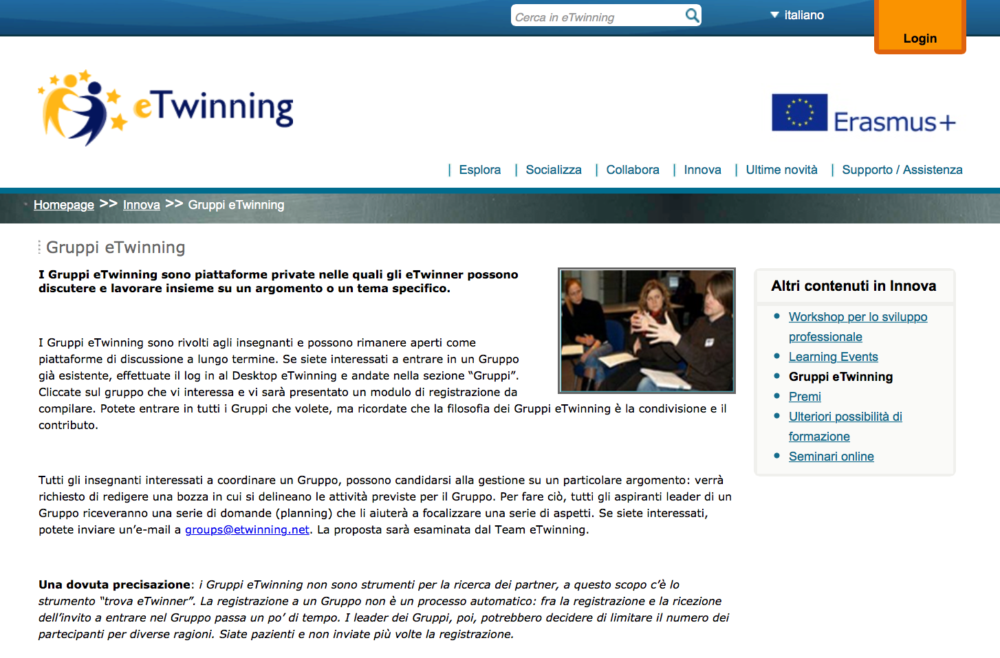 Cerca in eTwinning
italiano
Login
eTwinning
Erasmus+
| Esplora | Socializza | Collabora | Innova | Ultime novità | Supporto / Assistenza
Homepage >> Innova >> Gruppi eTwinning
Gruppi eTwinning
I Gruppi eTwinning sono piattaforme private nelle quali gli eTwinner possono
discutere e lavorare insieme su un argomento o un tema specifico.
I Gruppi eTwinning sono rivolti agli insegnanti e possono rimanere aperti come
piattaforme di discussione a lungo termine. Se siete interessati a entrare in un Gruppo
già esistente, effettuate il log in al Desktop eTwinning e andate nella sezione “Gruppi”.
Cliccate sul gruppo che vi interessa e vi sarà presentato un modulo di registrazione da
compilare. Potete entrare in tutti i Gruppi che volete, ma ricordate che la filosofia dei Gruppi eTwinning è la condivisione e il
contributo.
Tutti gli insegnanti interessati a coordinare un Gruppo, possono candidarsi alla gestione su un particolare argomento: verrà
richiesto di redigere una bozza in cui si delineano le attività previste per il Gruppo. Per fare ciò, tutti gli aspiranti leader di un
Gruppo riceveranno una serie di domande (planning) che li aiuterà a focalizzare una serie di aspetti. Se siete interessati,
potete inviare un’e-mail a groups@etwinning.net. La proposta sarà esaminata dal Team eTwinning.
Una dovuta precisazione: i Gruppi eTwinning non sono strumenti per la ricerca dei partner, a questo scopo c’è lo
strumento “trova eTwinner”. La registrazione a un Gruppo non è un processo automatico: fra la registrazione e la ricezione
dell’invito a entrare nel Gruppo passa un po’ di tempo. I leader dei Gruppi, poi, potrebbero decidere di limitare il numero dei
partecipanti per diverse ragioni. Siate pazienti e non inviate più volte la registrazione.
Altri contenuti in Innova
Workshop per lo sviluppo
professionale
Learning Events
Gruppi eTwinning
Premi
Ulteriori possibilità di
formazione
Seminari online